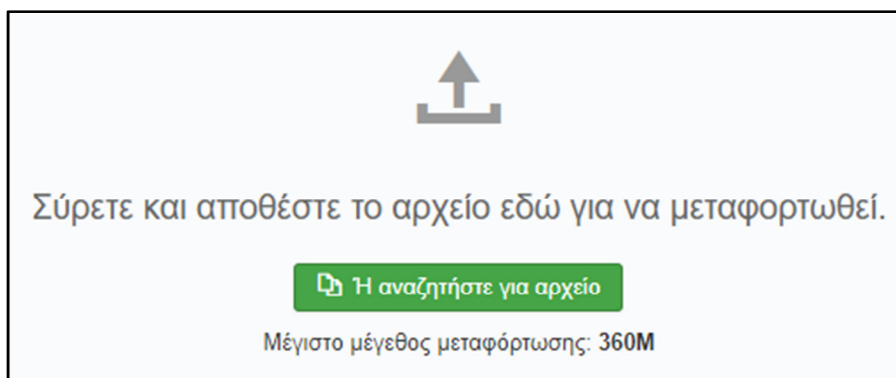 Σύρετε και αποθέστε το αρχείο εδώ για να μεταφορτωθεί.
Ή αναζητήστε για αρχείο
Μέγιστο μέγεθος μεταφόρτωσης: 360M